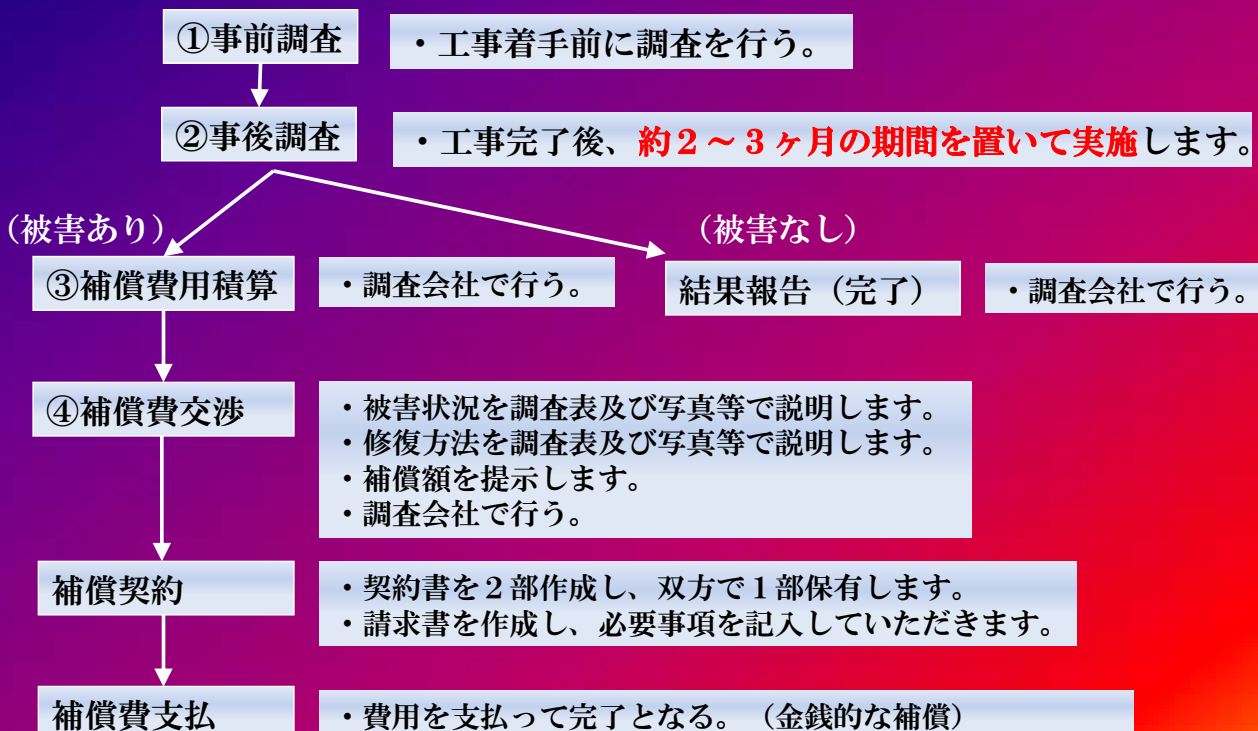 ①事前調査
・工事着手前に調査を行う。
②事後調査
・工事完了後、約２～３ヶ月の期間を置いて実施します。
（被害あり）
（被害なし）
③補償費用積算
・調査会社で行う。
結果報告（完了）
・調査会社で行う。
④補償費交渉
・被害状況を調査表及び写真等で説明します。
・修復方法を調査表及び写真等で説明します。
・補償額を提示します。
・調査会社で行う。
補償契約
・契約書を２部作成し、双方で１部保有します。
・請求書を作成し、必要事項を記入していただきます。
補償費支払
・費用を支払って完了となる。（金銭的な補償）